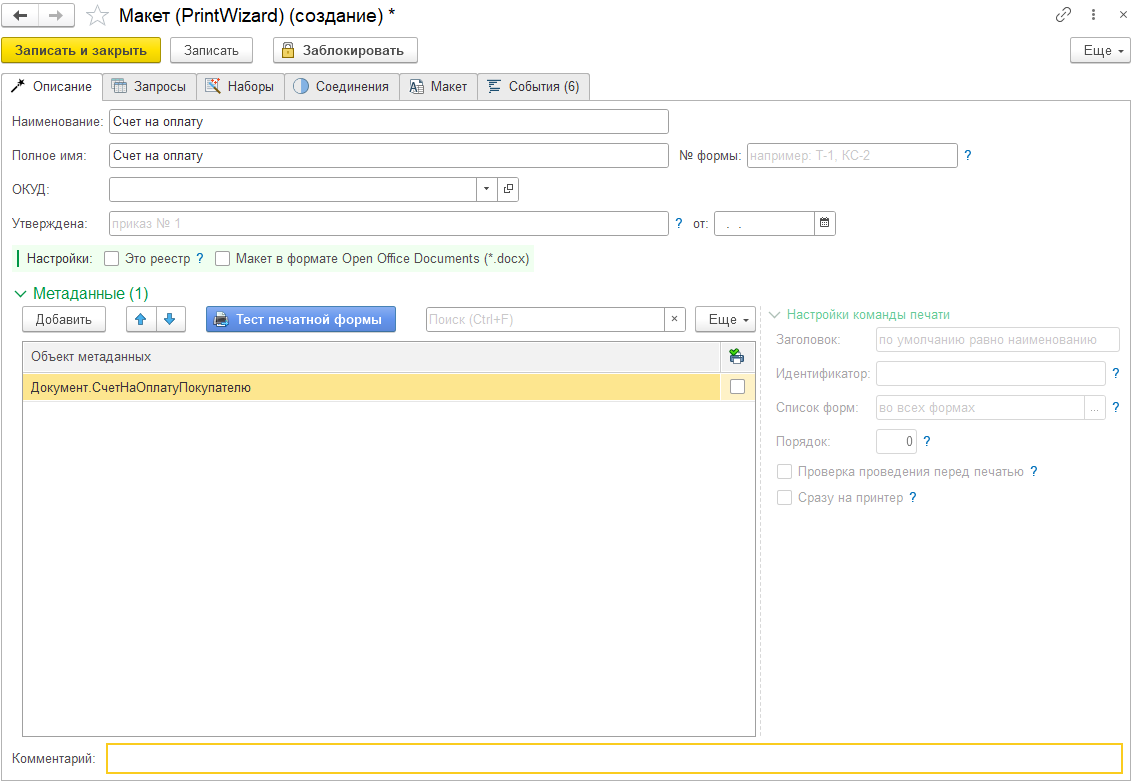 Макет (PrintWizard) (создание) *
Записать и закрыть Записать Заблокировать Еще
Описание Запросы Наборы Соединения Макет События (6)
Наименование: Счет на оплату
Полное имя: Счет на оплату № формы: например: Т-1, КС-2 ?
ОКУД:
Утверждена: приказ № 1 ? от: . .
Настройки: Это реестр ? Макет в формате Open Office Documents (*.docx)
Метаданные (1)
Добавить Тест печатной формы Поиск (Ctrl+F) × Еще
Объект метаданных
Документ.СчетНаОплатуПокупателю
Настройки команды печати
Заголовок: по умолчанию равно наименованию
Идентификатор: ?
Список форм: во всех формах ... ?
Порядок: 0 ?
Проверка проведения перед печатью ?
Сразу на принтер ?
Комментарий: